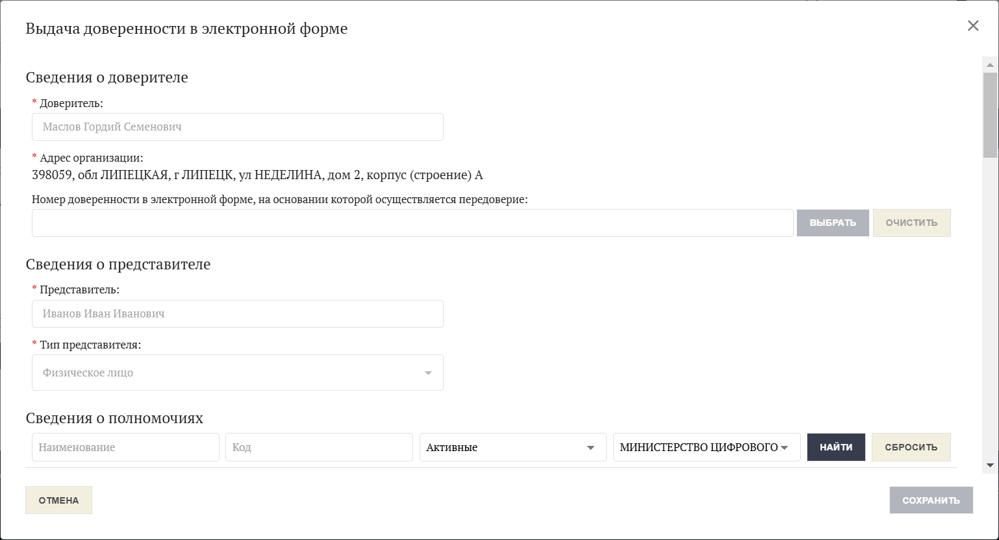 Выдача доверенности в электронной форме
Сведения о доверителе
* Доверитель:
Маслов Гордий Семенович
* Адрес организации:
398059, обл ЛИПЕЦКАЯ, г ЛИПЕЦК, ул НЕДЕЛИНА, дом 2, корпус (строение) А
Номер доверенности в электронной форме, на основании которой осуществляется передоверие:
ВЫБРАТЬ ОЧИСТИТЬ
Сведения о представителе
* Представитель:
Иванов Иван Иванович
* Тип представителя:
Физическое лицо
Сведения о полномочиях
Наименование Код Активные МИНИСТЕРСТВО ЦИФРОВОГО НАЙТИ СБРОСИТЬ
ОТМЕНА СОХРАНИТЬ